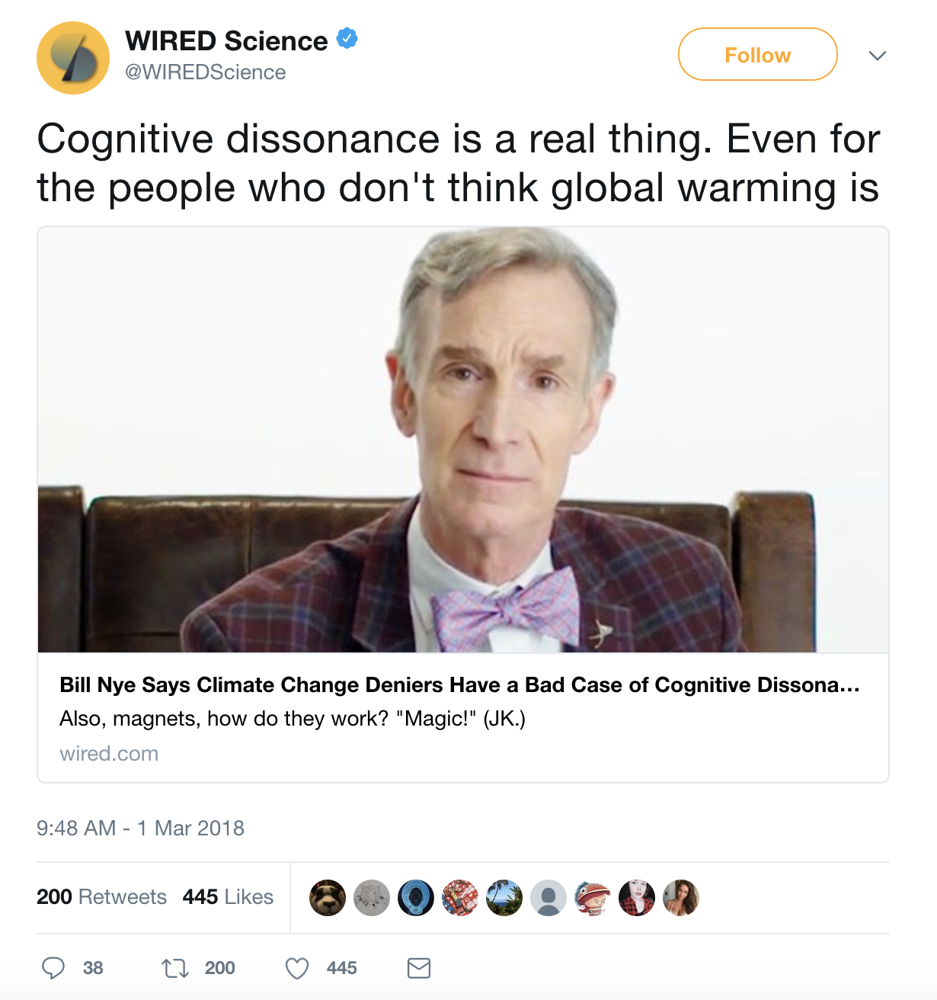 WIRED Science
@WIREDScience
Follow
Cognitive dissonance is a real thing. Even for
the people who don't think global warming is
Bill Nye Says Climate Change Deniers Have a Bad Case of Cognitive Dissona...
Also, magnets, how do they work? "Magic!" (JK.)
wired.com
9:48 AM - 1 Mar 2018
200 Retweets 445 Likes
38 200 445